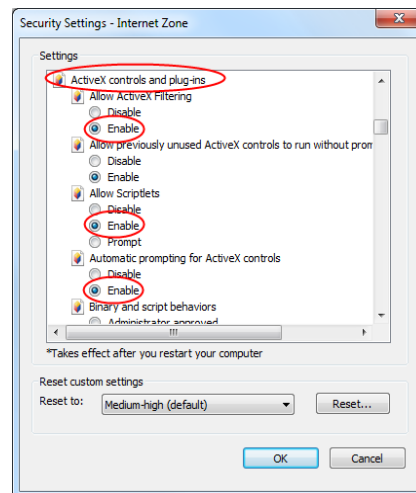 Security Settings - Internet Zone
Settings
ActiveX controls and plug-ins
Allow ActiveX Filtering
Disable
Enable
Allow previously unused ActiveX controls to run without prom
Disable
Enable
Allow Scriptlets
Disable
Enable
Prompt
Automatic prompting for ActiveX controls
Disable
Enable
Binary and script behaviors
Administrator approved
*Takes effect after you restart your computer
Reset custom settings
Reset to: Medium-high (default) Reset...
OK Cancel